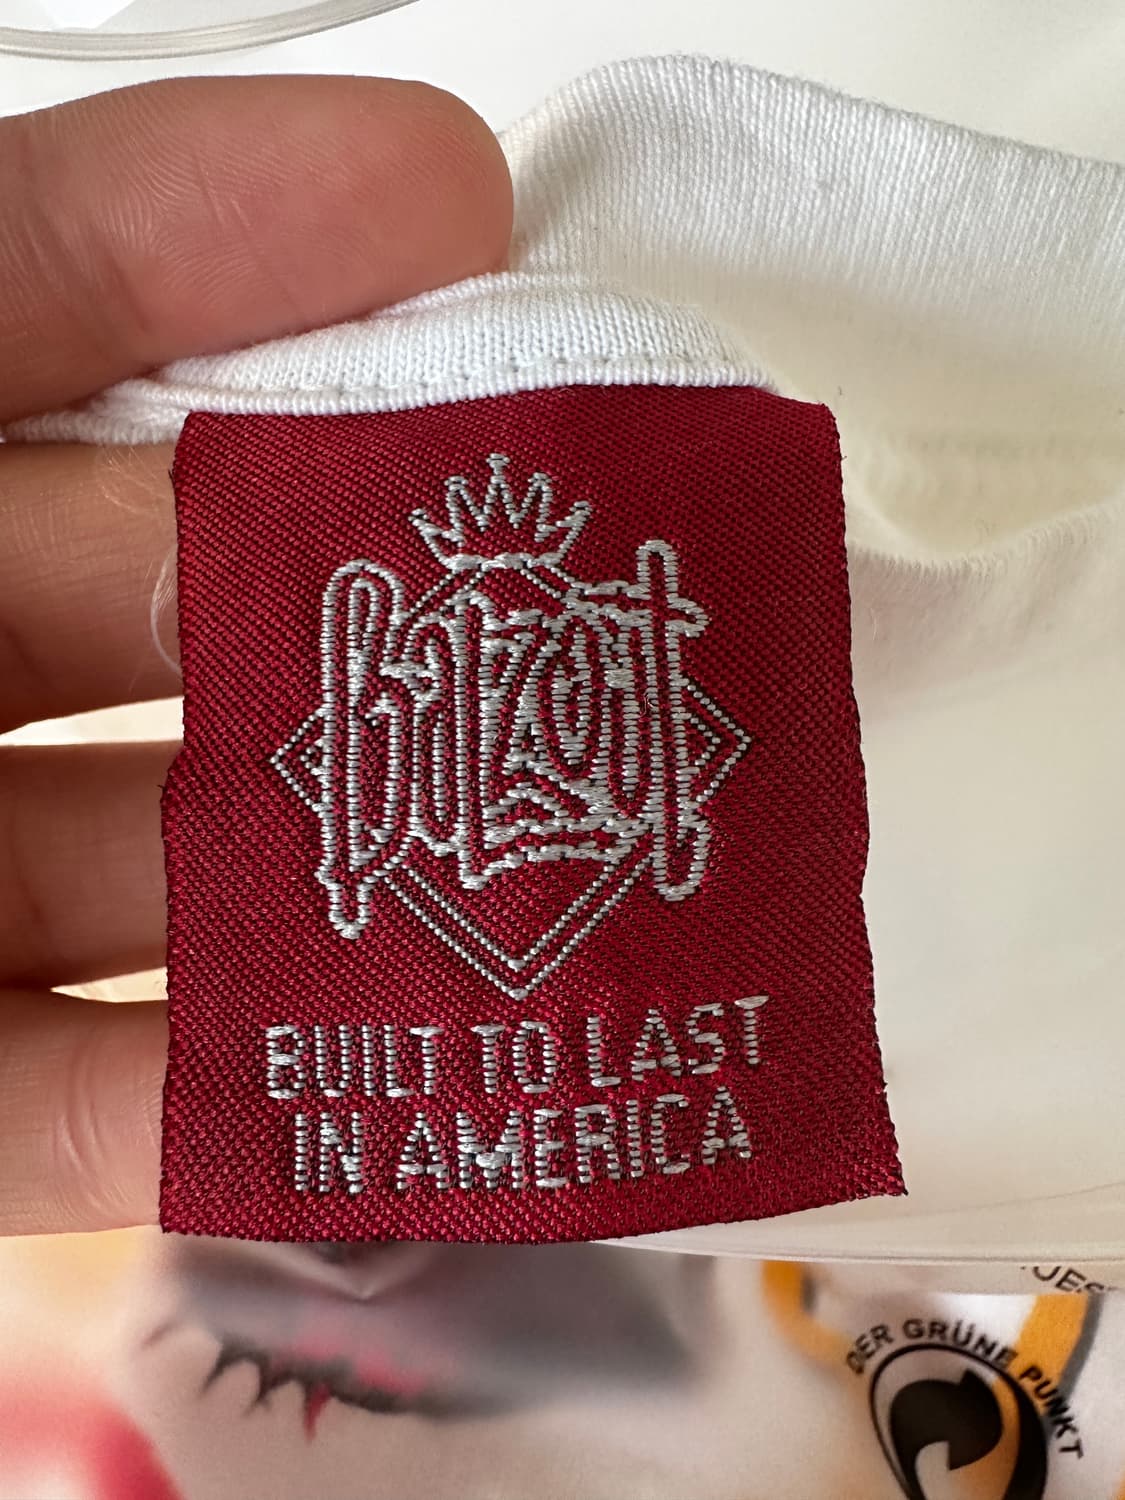 BUILT TO LAST
IN AMERICA
DER GRÜNE PUNKT